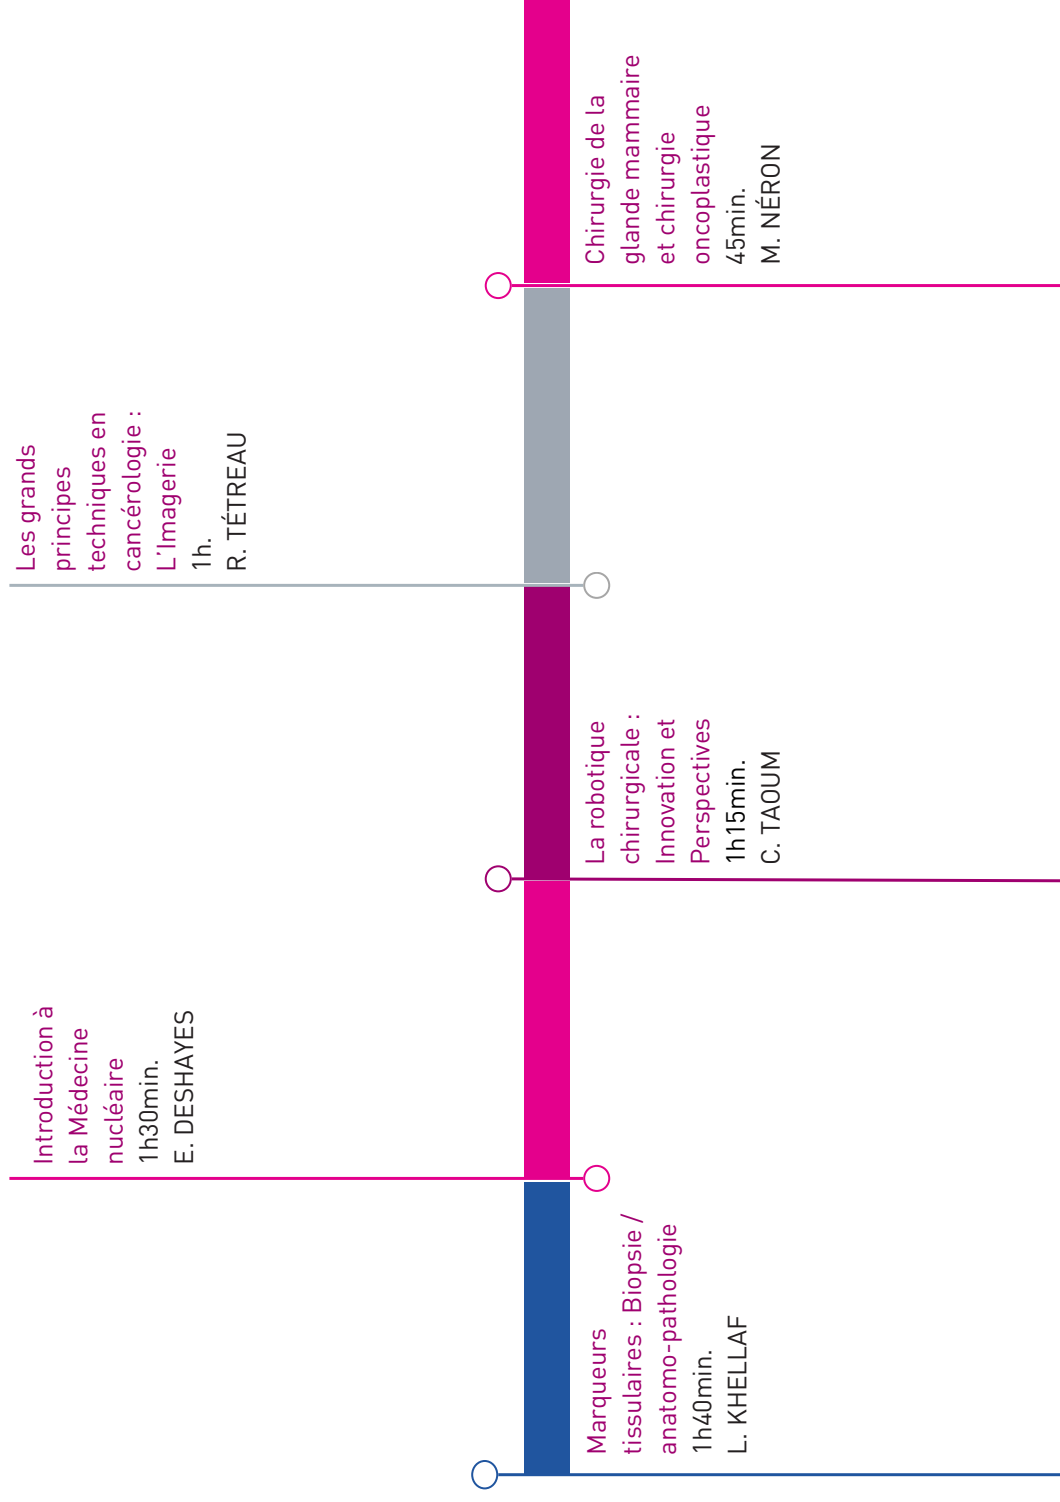 Marqueurs
tissulaires : Biopsie /
anatomo-pathologie
1h40min.
L. KHELLAF
Introduction à
la Médecine
nucléaire
1h30min.
E. DESHAYES
La robotique
chirurgicale :
Innovation et
Perspectives
1h15min.
C. TAOUM
Les grands
principes
techniques en
cancérologie :
L'Imagerie
1h.
R. TÉTREAU
Chirurgie de la
glande mammaire
et chirurgie
oncoplastique
45min.
M. NÉRON